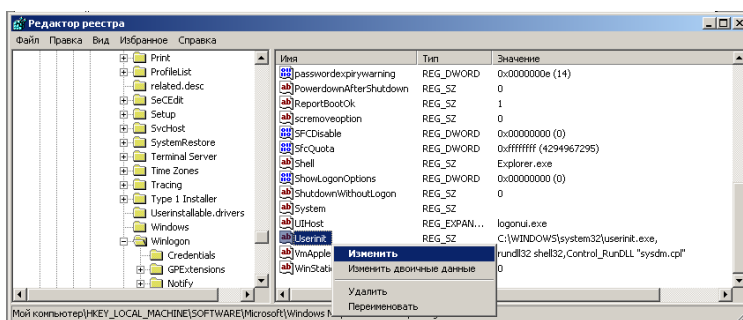 Редактор реестра
Файл Правка Вид Избранное Справка
Print
ProfileList
related.desc
SeCEdit
Setup
SvcHost
SystemRestore
Terminal Server
Time Zones
Tracing
Type 1 Installer
Userinstallable.drivers
Windows
Winlogon
Credentials
GPExtensions
Notify
Имя Тип Значение
passwordexpirywarning REG_DWORD 0x0000000e (14)
PowerdownAfterShutdown REG_SZ 0
ReportBootOk REG_SZ 1
scremoveoption REG_SZ 0
SFCDisable REG_DWORD 0x00000000 (0)
SfcQuota REG_DWORD 0xffffffff (4294967295)
Shell REG_SZ Explorer.exe
ShowLogonOptions REG_DWORD 0x00000000 (0)
ShutdownWithoutLogon REG_SZ 0
System REG_SZ
UIHost REG_EXPAN... logonui.exe
Userinit REG_SZ C:\WINDOWS\system32\userinit.exe,
VmApple rundll32 shell32,Control_RunDLL "sysdm.cpl"
WinStati 0
Изменить
Изменить двоичные данные
Удалить
Переименовать
Мой компьютер\HKEY_LOCAL_MACHINE\SOFTWARE\Microsoft\Windows